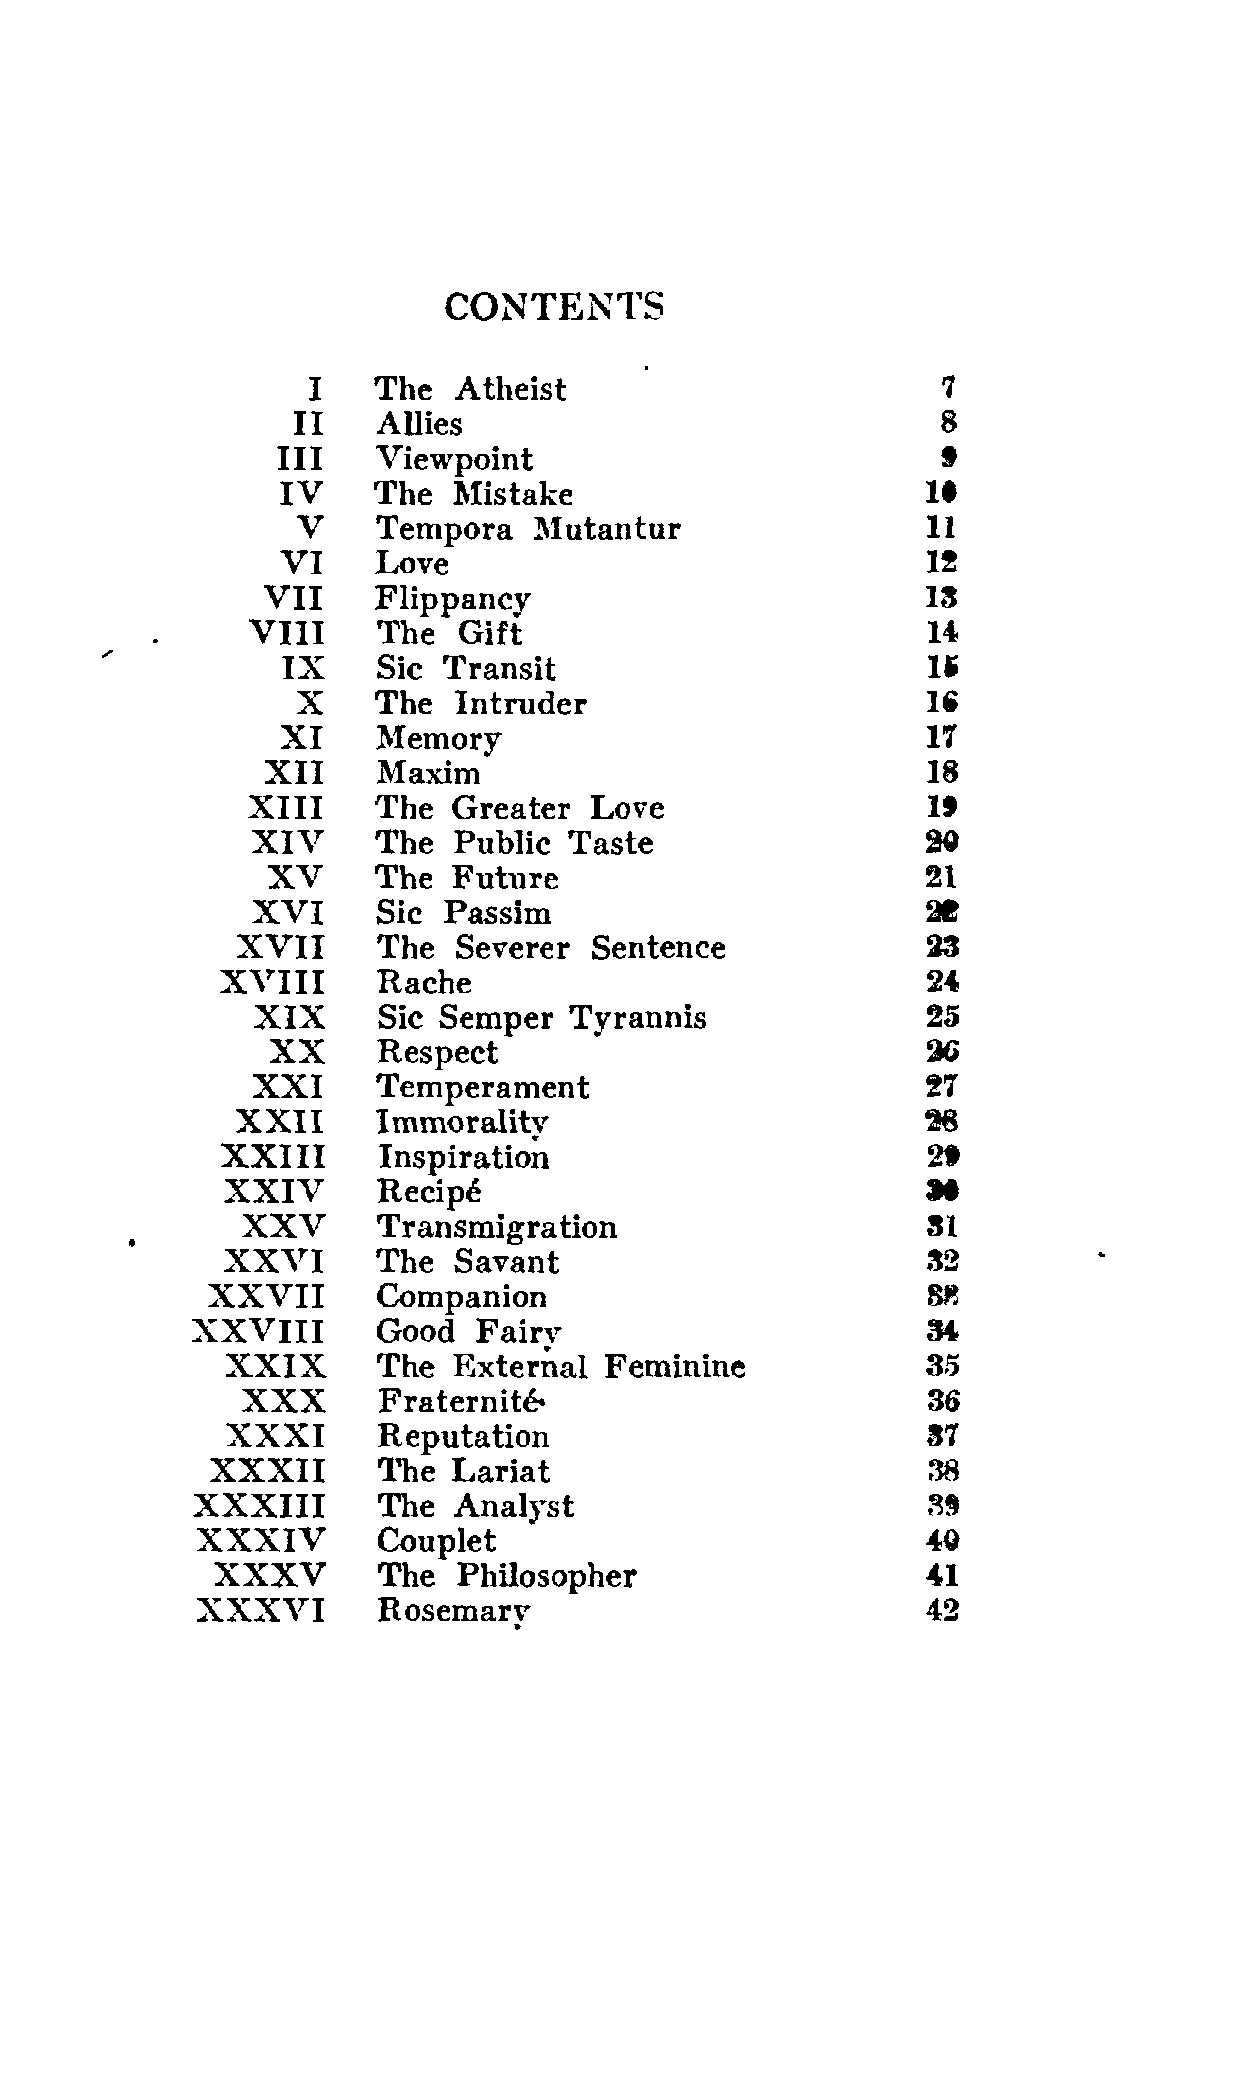 CONTENTS
I The Atheist 7
II Allies 8
III Viewpoint 9
IV The Mistake 10
V Tempora Mutantur 11
VI Love 12
VII Flippancy 13
VIII The Gift 14
IX Sic Transit 15
X The Intruder 16
XI Memory 17
XII Maxim 18
XIII The Greater Love 19
XIV The Public Taste 20
XV The Future 21
XVI Sic Passim 22
XVII The Severer Sentence 23
XVIII Rache 24
XIX Sic Semper Tyrannis 25
XX Respect 26
XXI Temperament 27
XXII Immorality 28
XXIII Inspiration 29
XXIV Recipé 30
XXV Transmigration 31
XXVI The Savant 32
XXVII Companion 33
XXVIII Good Fairy 34
XXIX The External Feminine 35
XXX Fraternité 36
XXXI Reputation 37
XXXII The Lariat 38
XXXIII The Analyst 39
XXXIV Couplet 40
XXXV The Philosopher 41
XXXVI Rosemary 42